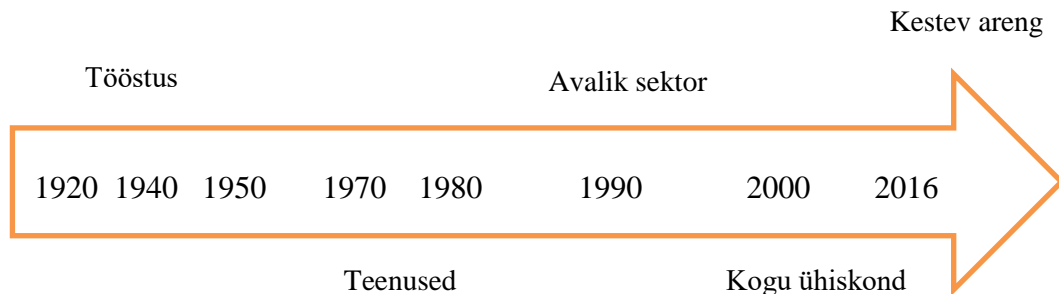 Kestev areng
Tööstus
Avalik sektor
1920 1940 1950 1970 1980 1990 2000 2016
Teenused
Kogu ühiskond